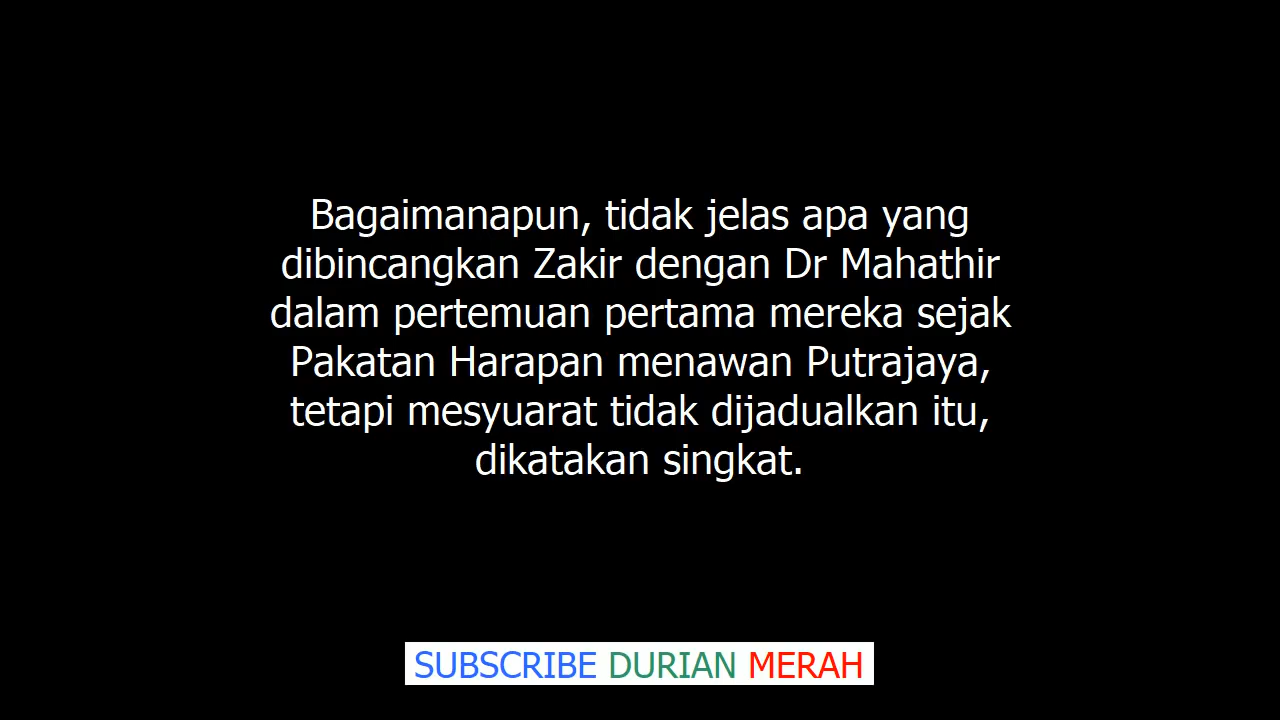 Bagaimanapun, tidak jelas apa yang
dibincangkan Zakir dengan Dr Mahathir
dalam pertemuan pertama mereka sejak
Pakatan Harapan menawan Putrajaya,
tetapi mesyuarat tidak dijadualkan itu,
dikatakan singkat.
SUBSCRIBE DURIAN MERAH